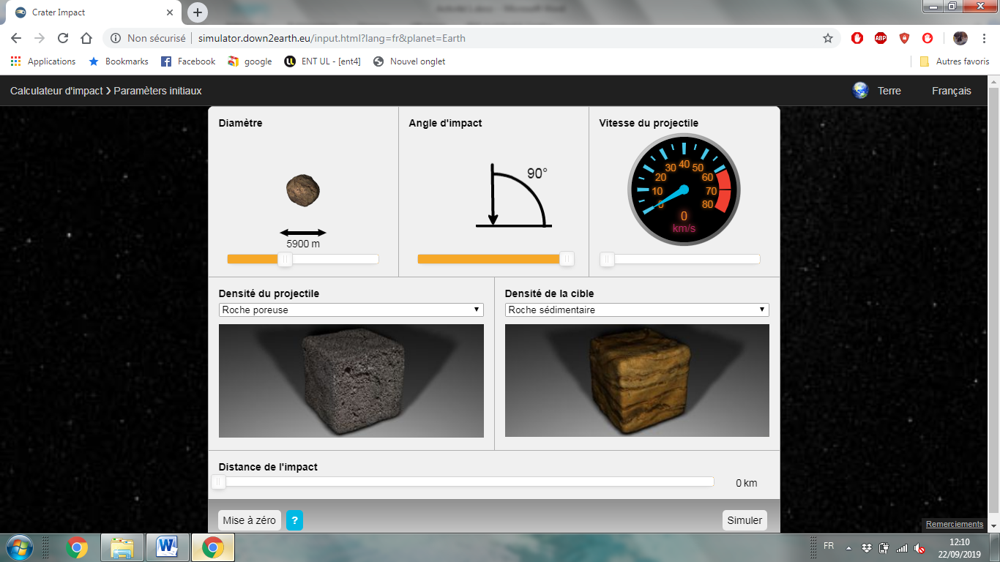 Crater Impact
Non sécurisé simulator.down2earth.eu/input.html?lang=fr&planet=Earth
ABP
Applications Bookmarks Facebook google ENT UL - [ent4] Nouvel onglet Autres favoris
Calculateur d'impact › Paramèters initiaux Terre Français
Diamètre
Angle d'impact
Vitesse du projectile
90°
0 10 20 30 40 50 60 70 80
0
km/s
5900 m
Densité du projectile
Roche poreuse
Densité de la cible
Roche sédimentaire
Distance de l'impact
0 km
Mise à zéro ? Simuler
Remerciements
FR
12:10
22/09/2019